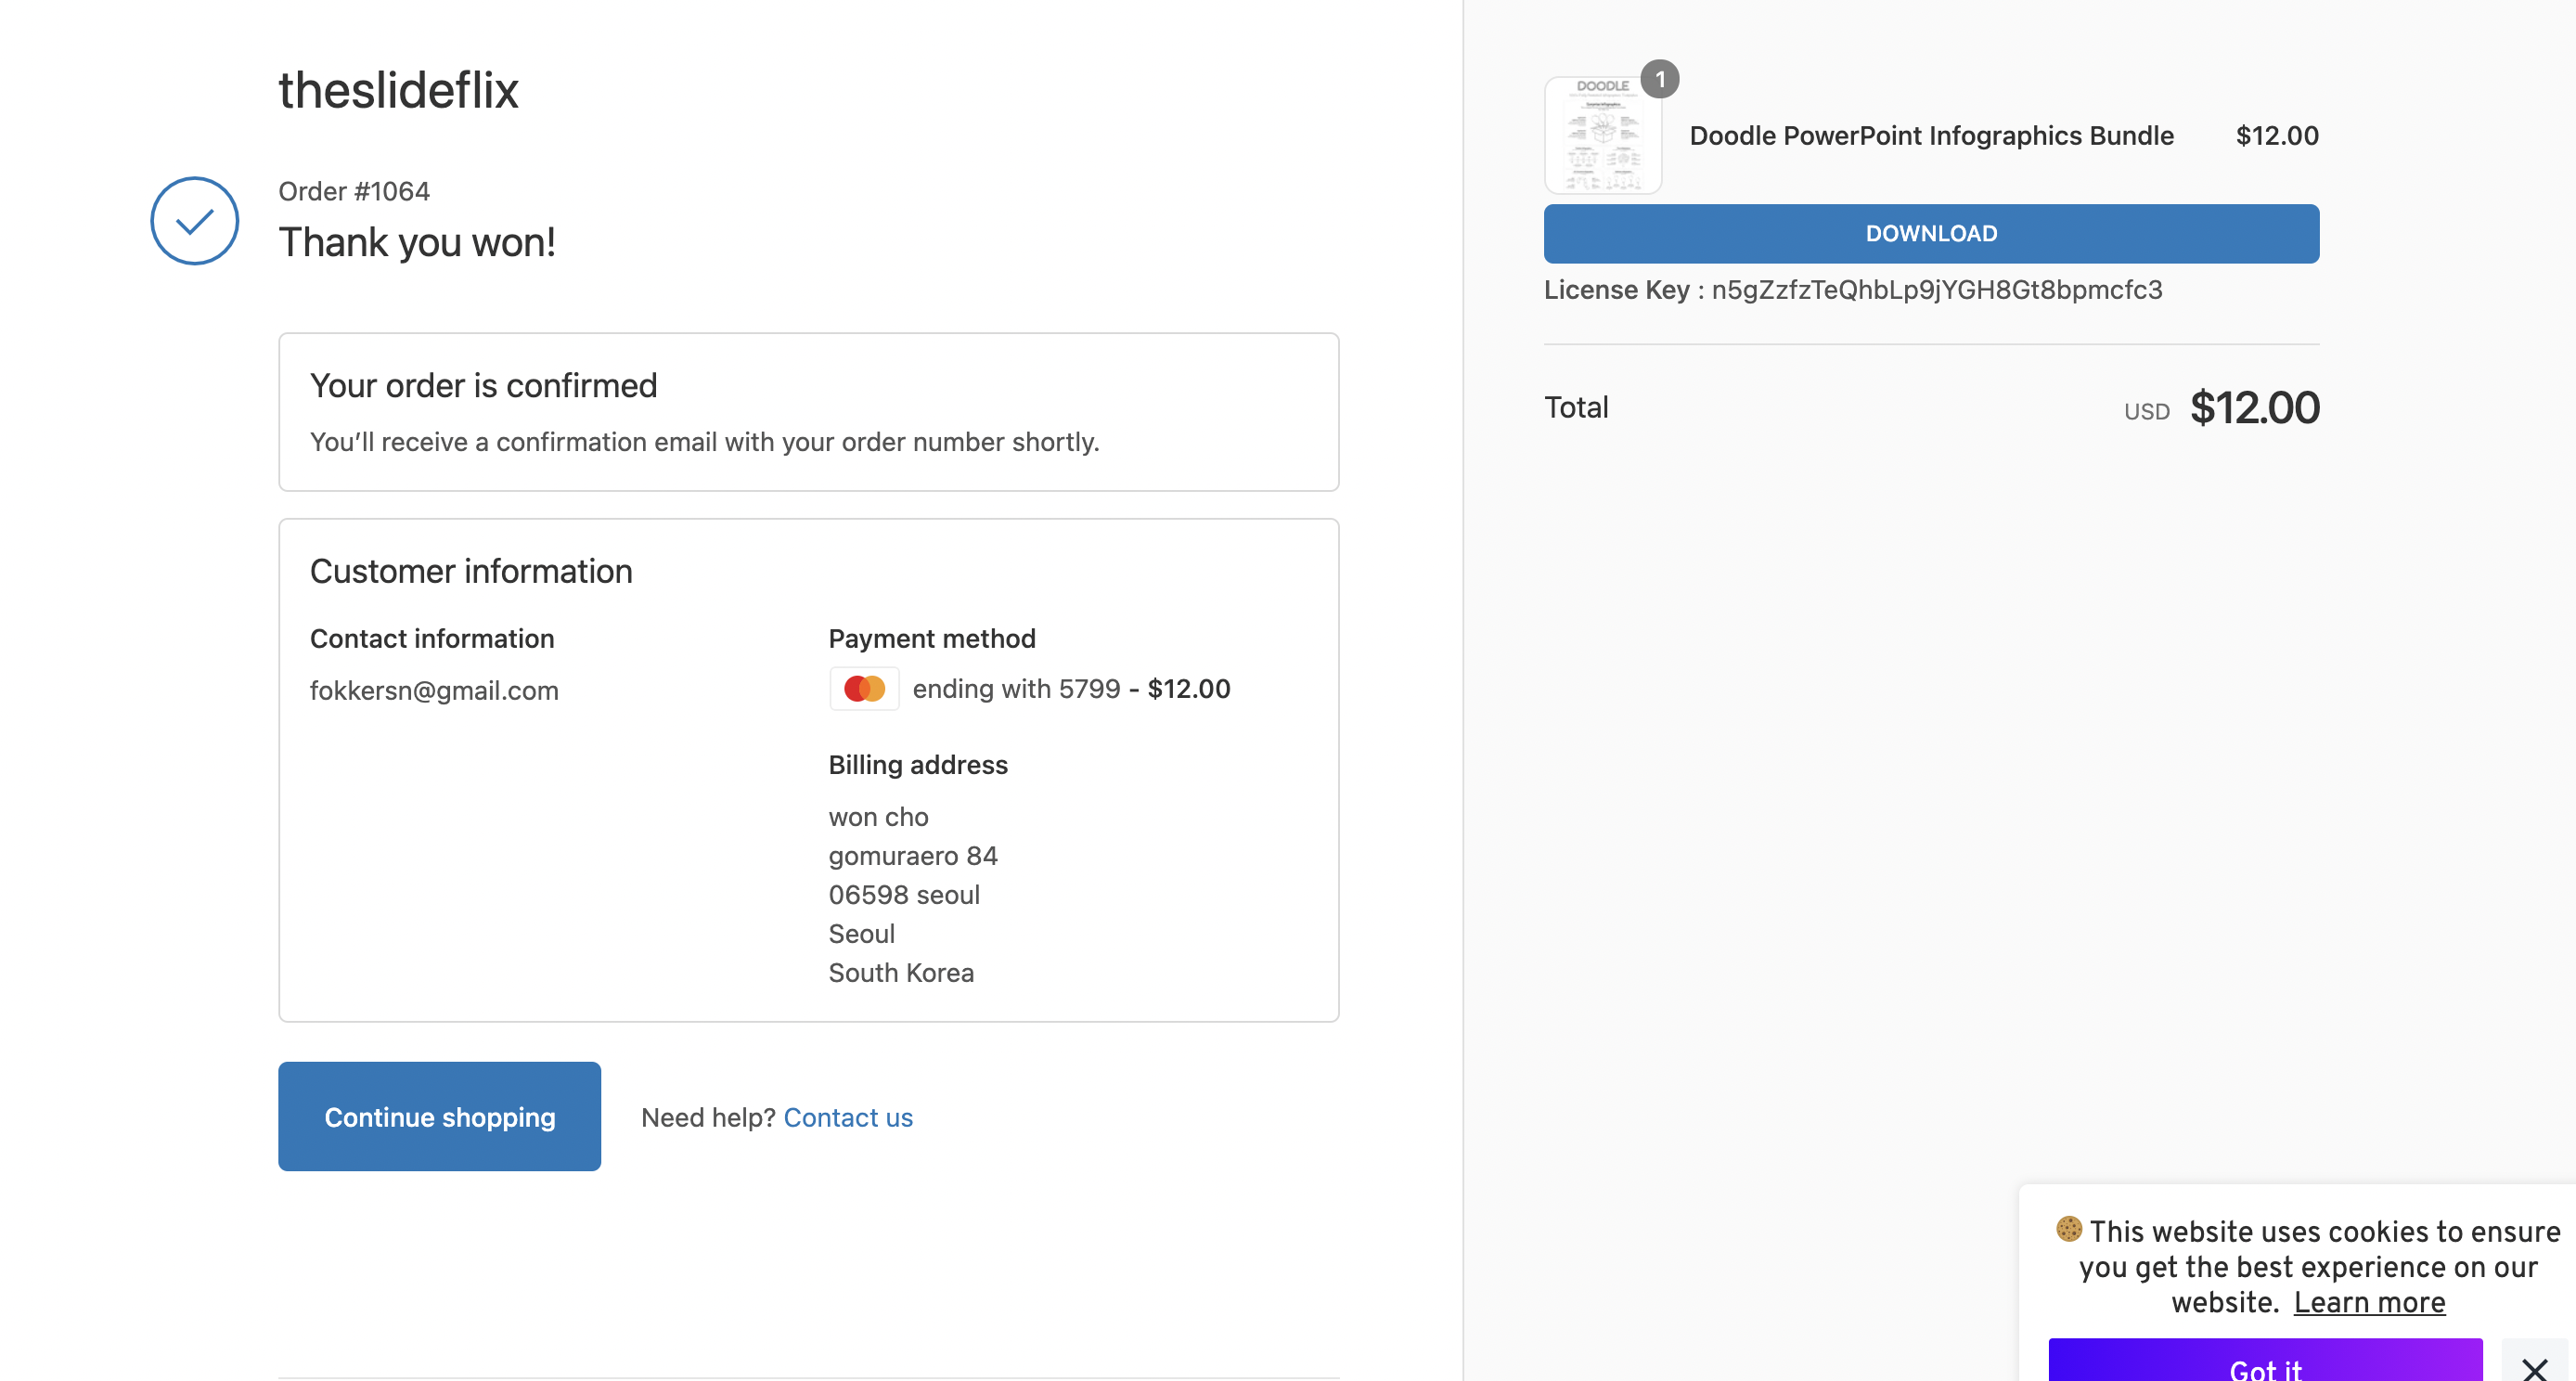 theslideflix
Order #1064
Thank you won!
Your order is confirmed
You’ll receive a confirmation email with your order number shortly.
Customer information
Contact information
fokkersn@gmail.com
Payment method
ending with 5799 - $12.00
Billing address
won cho
gomuraero 84
06598 seoul
Seoul
South Korea
Continue shopping
Need help? Contact us
DOODLE
1
Doodle PowerPoint Infographics Bundle $12.00
DOWNLOAD
License Key : n5gZzfzTeQhbLp9jYGH8Gt8bpmcfc3
Total USD $12.00
This website uses cookies to ensure
you get the best experience on our
website. Learn more
Got it